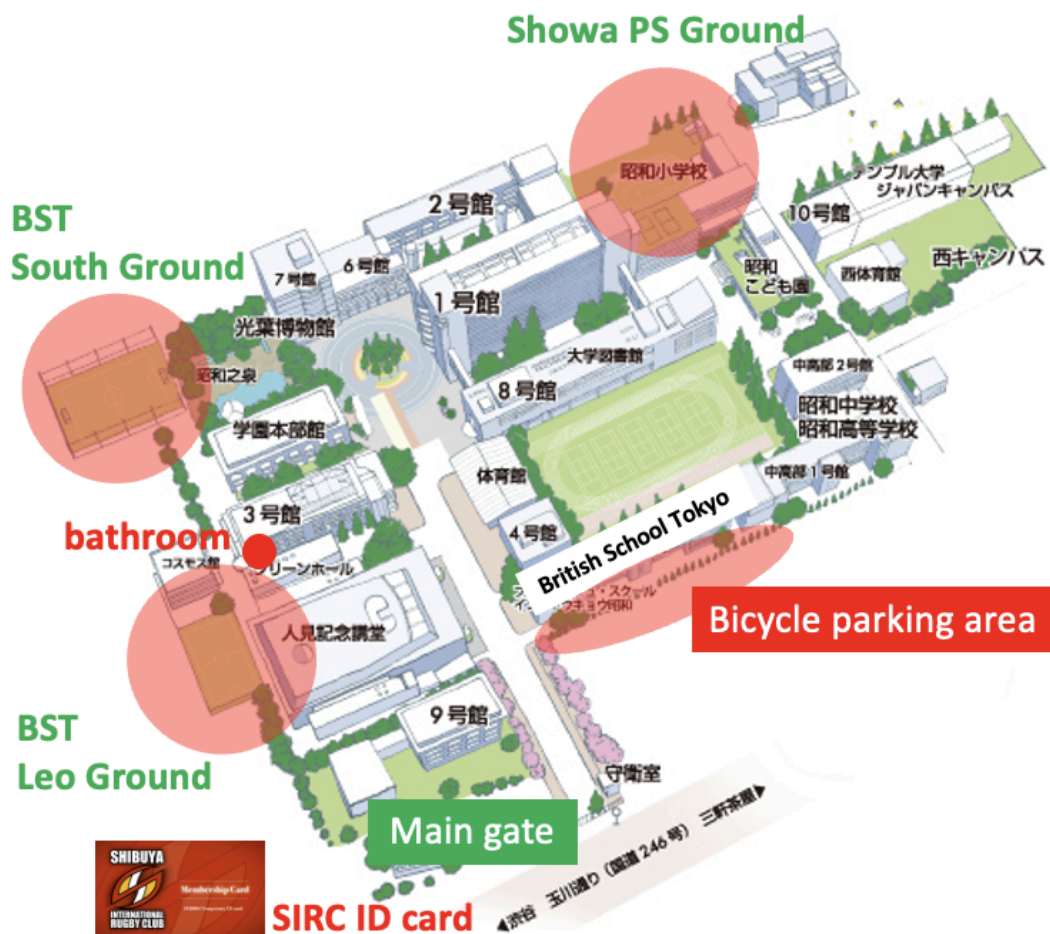 Showa PS Ground
昭和小学校
テンプル大学
ジャパンキャンパス
2号館
10号館
BST
South Ground
7号館
6号館
1号館
昭和
こども園
西体育館
西キャンパス
光葉博物館
大学図書館
昭和之泉
8号館
中高部2号館
昭和中学校
昭和高等学校
学園本部館
体育館
中高部1号館
3号館
4号館
British School Tokyo
bathroom
コスモス館
グリーンホール
人見記念講堂
Bicycle parking area
BST
Leo Ground
9号館
守衛室
Main gate
◀渋谷 玉川通り(国道246号) 三軒茶屋▶
SHIBUYA
INTERNATIONAL
RUGBY CLUB
Membership Card
SIRC ID card